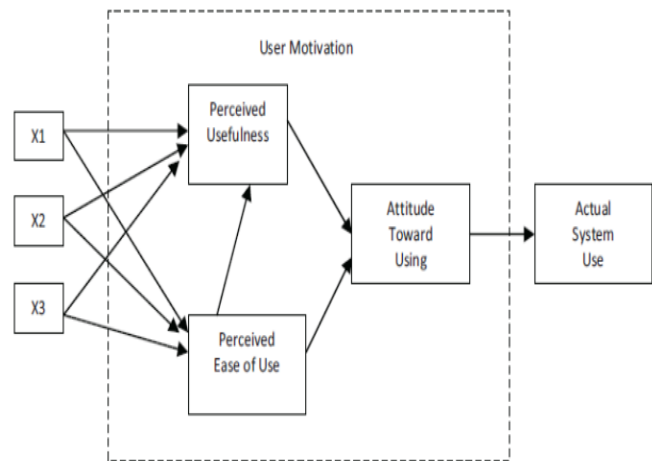 User Motivation
X1
X2
X3
Perceived
Usefulness
Perceived
Ease of Use
Attitude
Toward
Using
Actual
System
Use